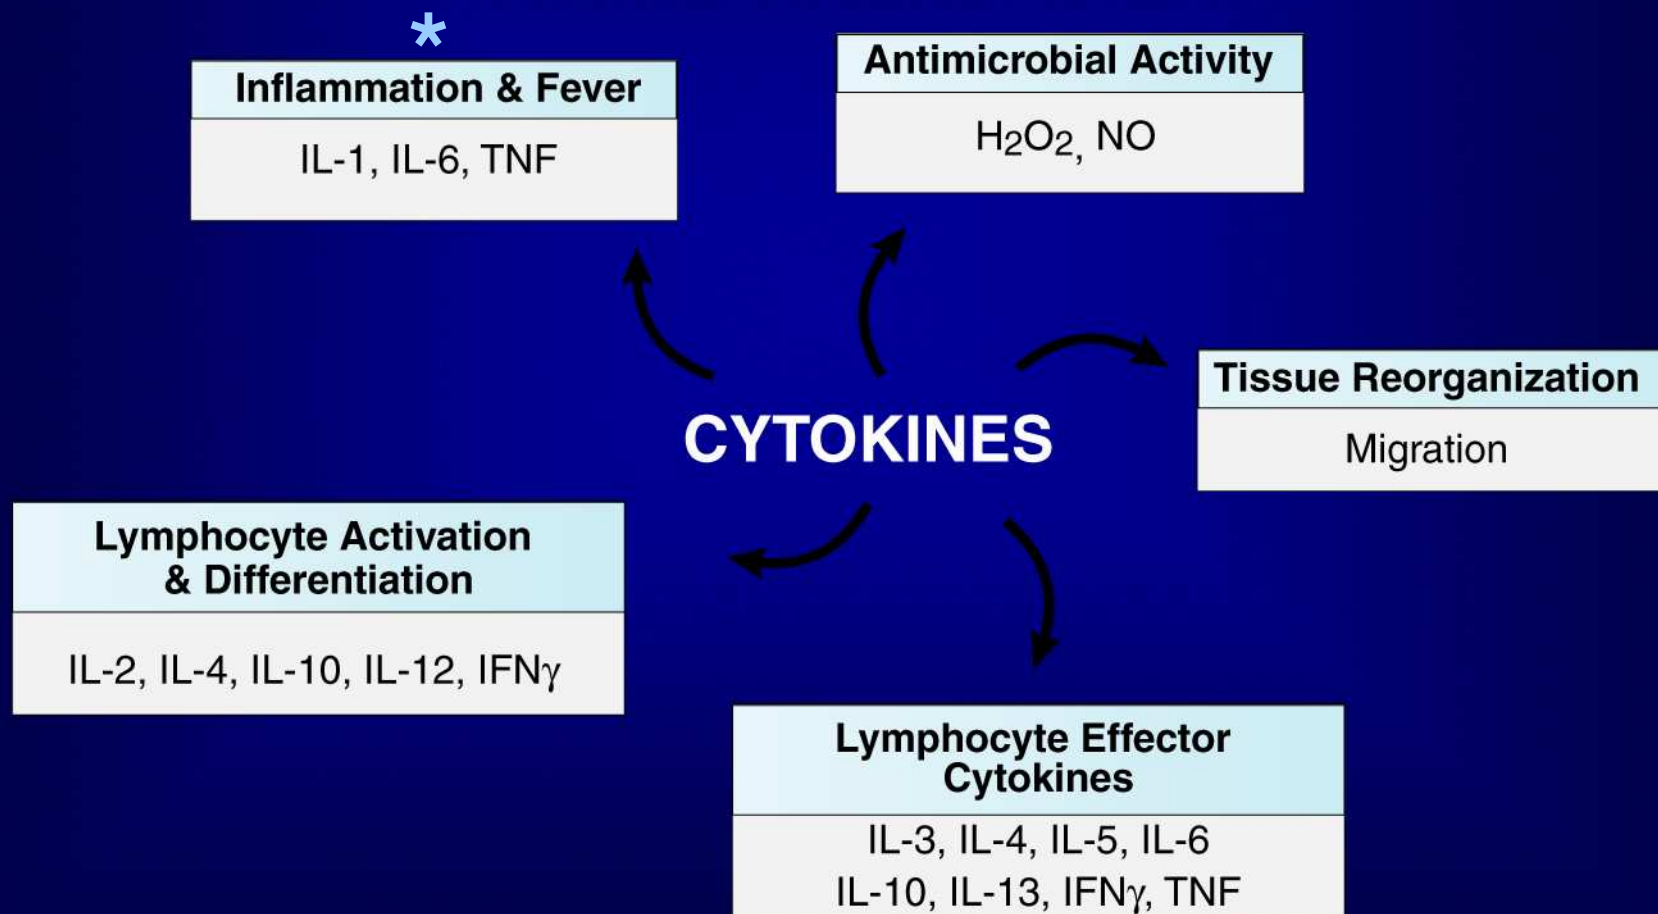 *
Inflammation & Fever
IL-1, IL-6, TNF
Antimicrobial Activity
H2O2, NO
Tissue Reorganization
Migration
CYTOKINES
Lymphocyte Activation
& Differentiation
IL-2, IL-4, IL-10, IL-12, IFNγ
Lymphocyte Effector
Cytokines
IL-3, IL-4, IL-5, IL-6
IL-10, IL-13, IFNγ, TNF